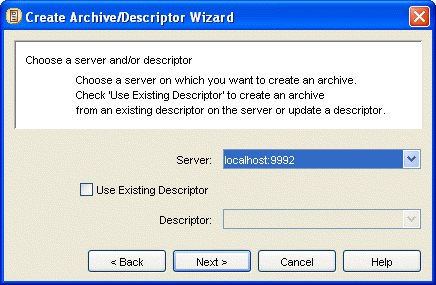 Create Archive/Descriptor Wizard
Choose a server and/or descriptor
Choose a server on which you want to create an archive.
Check 'Use Existing Descriptor' to create an archive
from an existing descriptor on the server or update a descriptor.
Server: localhost:9992
Use Existing Descriptor
Descriptor:
< Back Next > Cancel Help